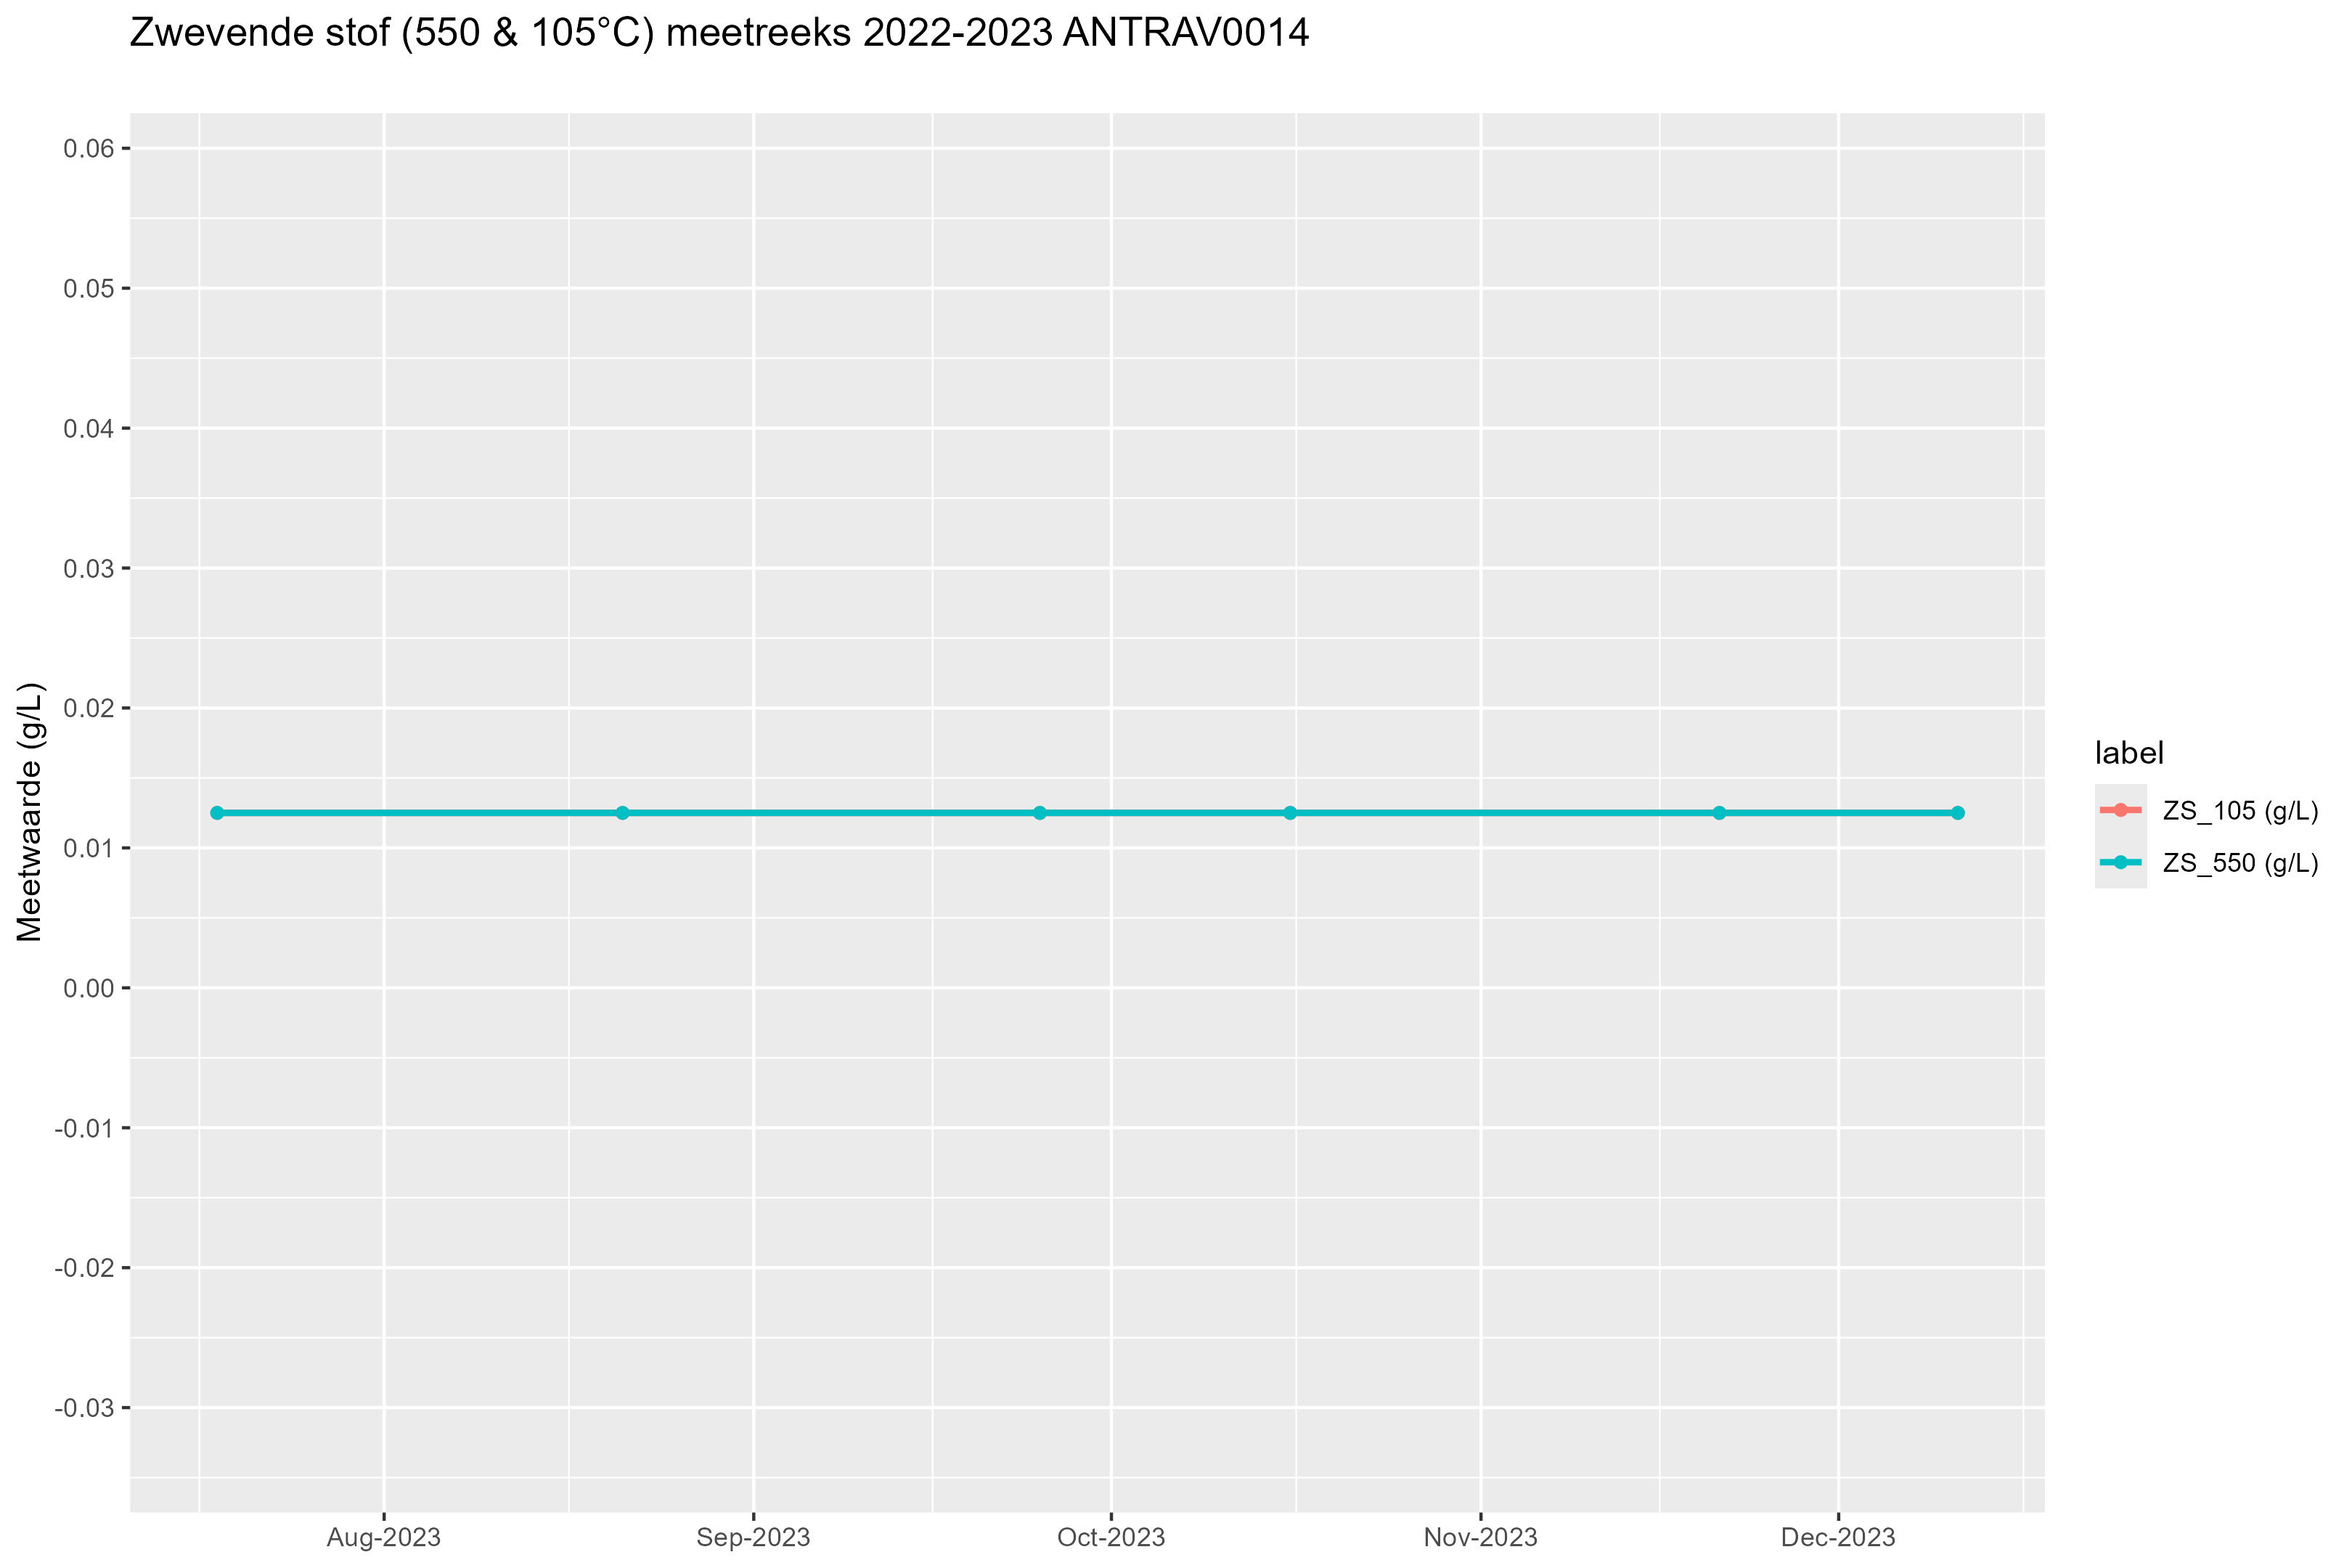 Zwevende stof (550 & 105°C) meetreeks 2022-2023 ANTRAV0014
Meetwaarde (g/L)
0.06
0.05
0.04
0.03
0.02
0.01
0.00
-0.01
-0.02
-0.03
Aug-2023
Sep-2023
Oct-2023
Nov-2023
Dec-2023
label
ZS_105 (g/L)
ZS_550 (g/L)